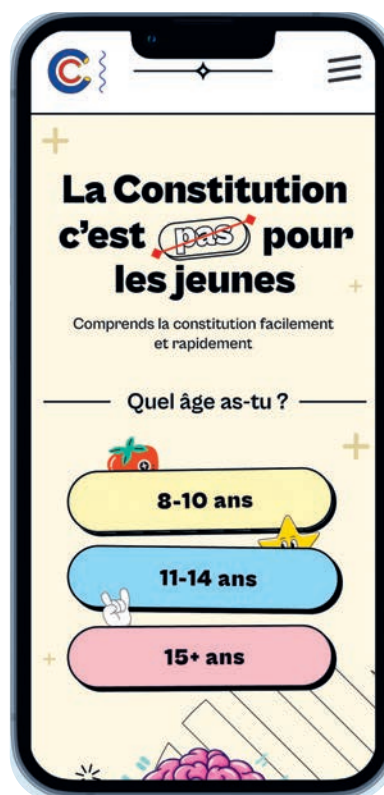 La Constitution
c’est pas pour
les jeunes
Comprends la constitution facilement
et rapidement
Quel âge as-tu ?
8-10 ans
11-14 ans
15+ ans